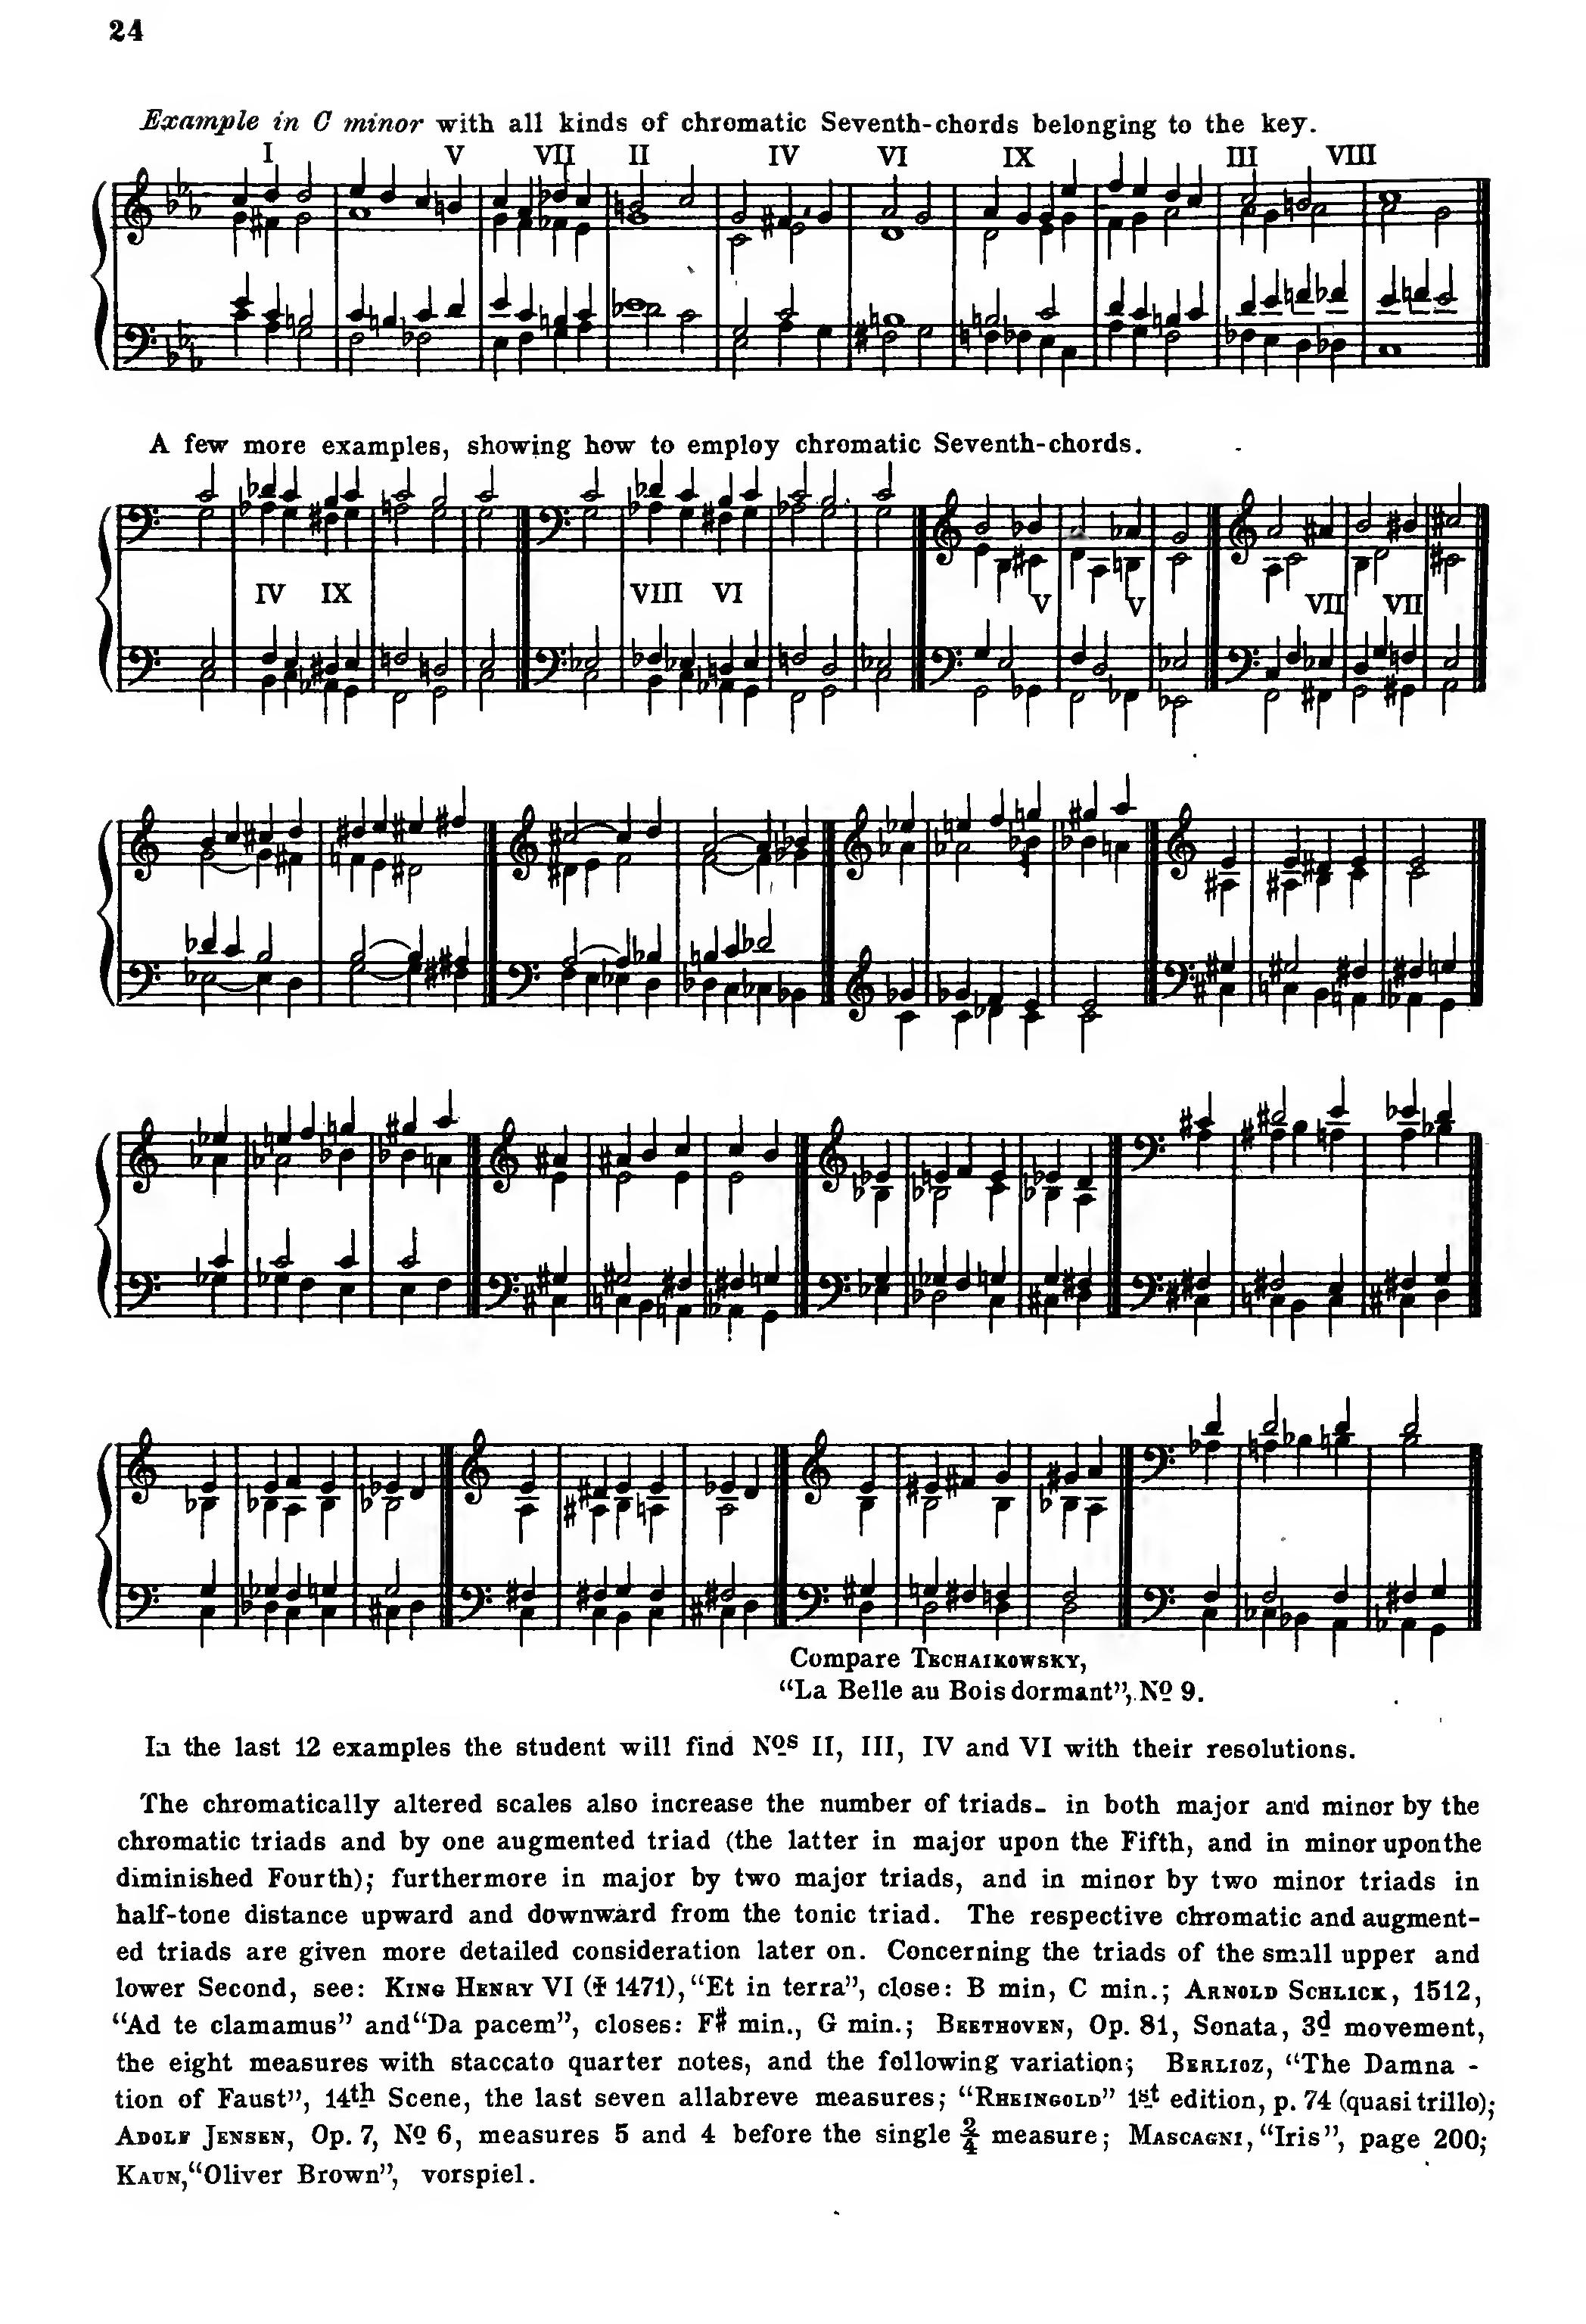 24
Example in C minor with all kinds of chromatic Seventh-chords belonging to the key.
I V VII II IV VI IX III VIII
A few more examples, showing how to employ chromatic Seventh-chords.
IV IX VIII VI V V VII VII
Compare TSCHAIKOWSKY,
“La Belle au Bois dormant”, No 9.
In the last 12 examples the student will find Nos II, III, IV and VI with their resolutions.
The chromatically altered scales also increase the number of triads_ in both major and minor by the
chromatic triads and by one augmented triad (the latter in major upon the Fifth, and in minor upon the
diminished Fourth); furthermore in major by two major triads, and in minor by two minor triads in
half-tone distance upward and downward from the tonic triad. The respective chromatic and augment-
ed triads are given more detailed consideration later on. Concerning the triads of the small upper and
lower Second, see: KING HENRY VI (✝ 1471), “Et in terra”, close: B min, C min.; ARNOLD SCHLICK, 1512,
“Ad te clamamus” and “Da pacem”, closes: F# min., G min.; BEETHOVEN, Op. 81, Sonata, 3d movement,
the eight measures with staccato quarter notes, and the following variation; BERLIOZ, “The Damna -
tion of Faust”, 14th Scene, the last seven allabreve measures; “RHEINGOLD” 1st edition, p. 74 (quasi trillo);
ADOLF JENSEN, Op. 7, No 6, measures 5 and 4 before the single 2/4 measure; MASCAGNI, “Iris”, page 200;
KAUN, “Oliver Brown”, vorspiel.